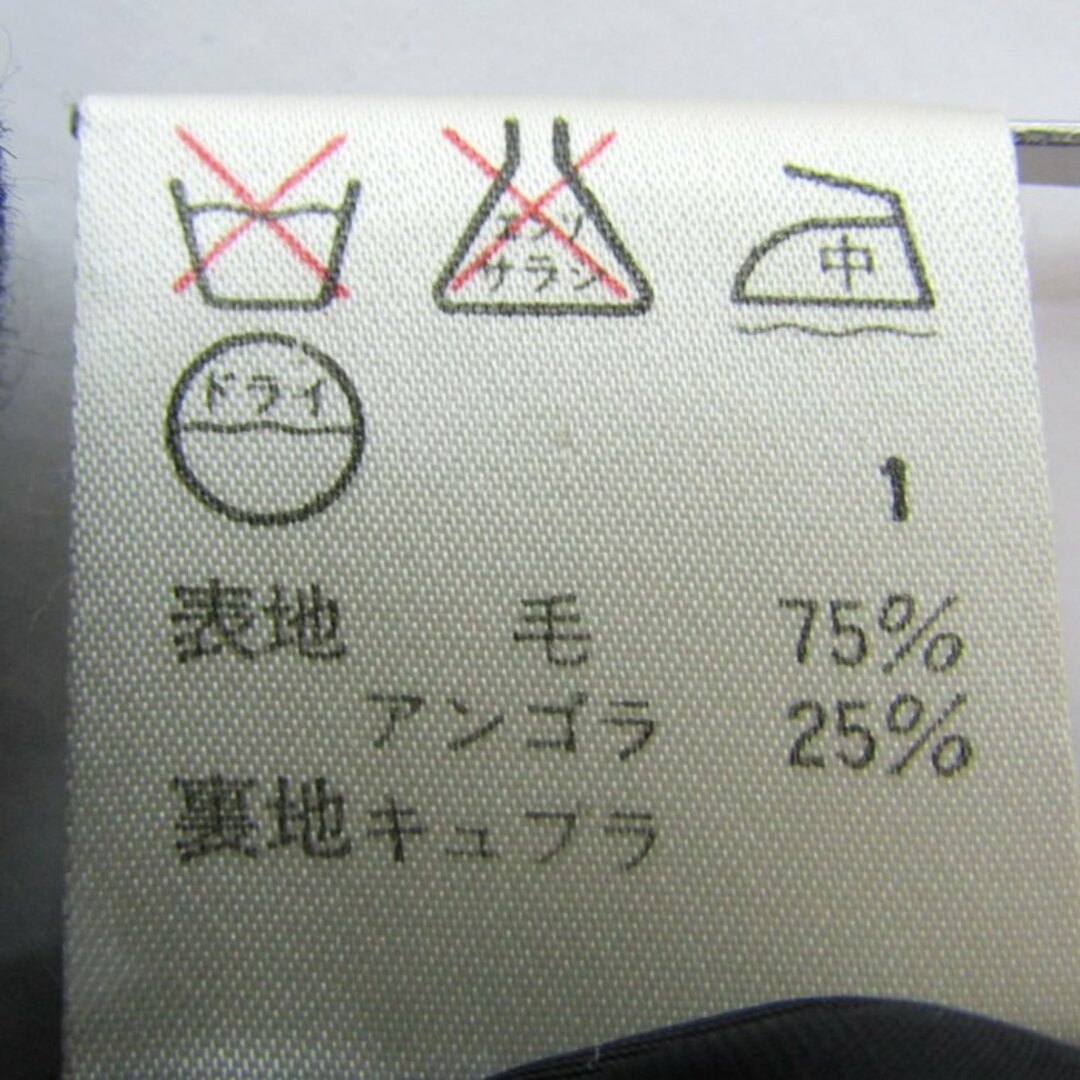 エンソ
サラシ
中
ドライ
1
表地 毛 75%
アンゴラ 25%
裏地 キュプラ